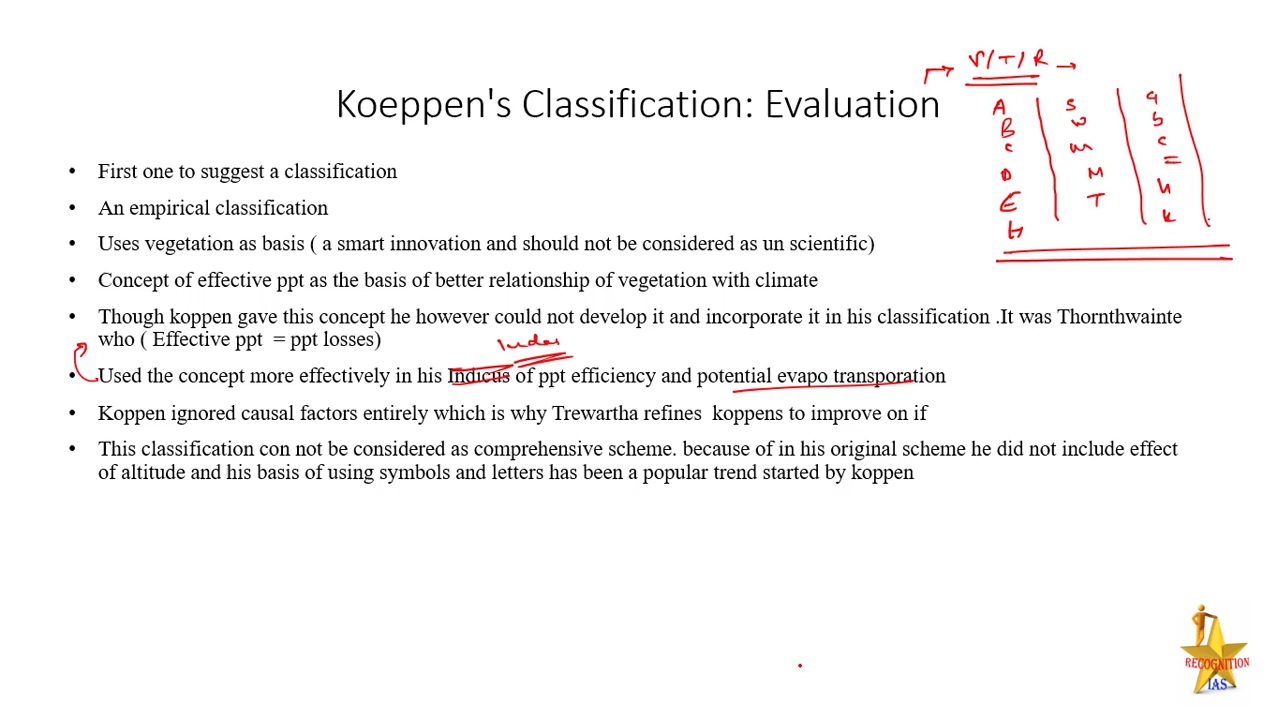 V/T/R
Koeppen's Classification: Evaluation
A S a
B w b
c m c
D M h
E T k
H
• First one to suggest a classification
• An empirical classification
• Uses vegetation as basis ( a smart innovation and should not be considered as un scientific)
• Concept of effective ppt as the basis of better relationship of vegetation with climate
• Though koppen gave this concept he however could not develop it and incorporate it in his classification .It was Thornthwainte
who ( Effective ppt = ppt losses)
• Used the concept more effectively in his Indicus of ppt efficiency and potential evapo transporation
• Koppen ignored causal factors entirely which is why Trewartha refines koppens to improve on if
• This classification con not be considered as comprehensive scheme. because of in his original scheme he did not include effect
of altitude and his basis of using symbols and letters has been a popular trend started by koppen
RECOGNITION
IAS